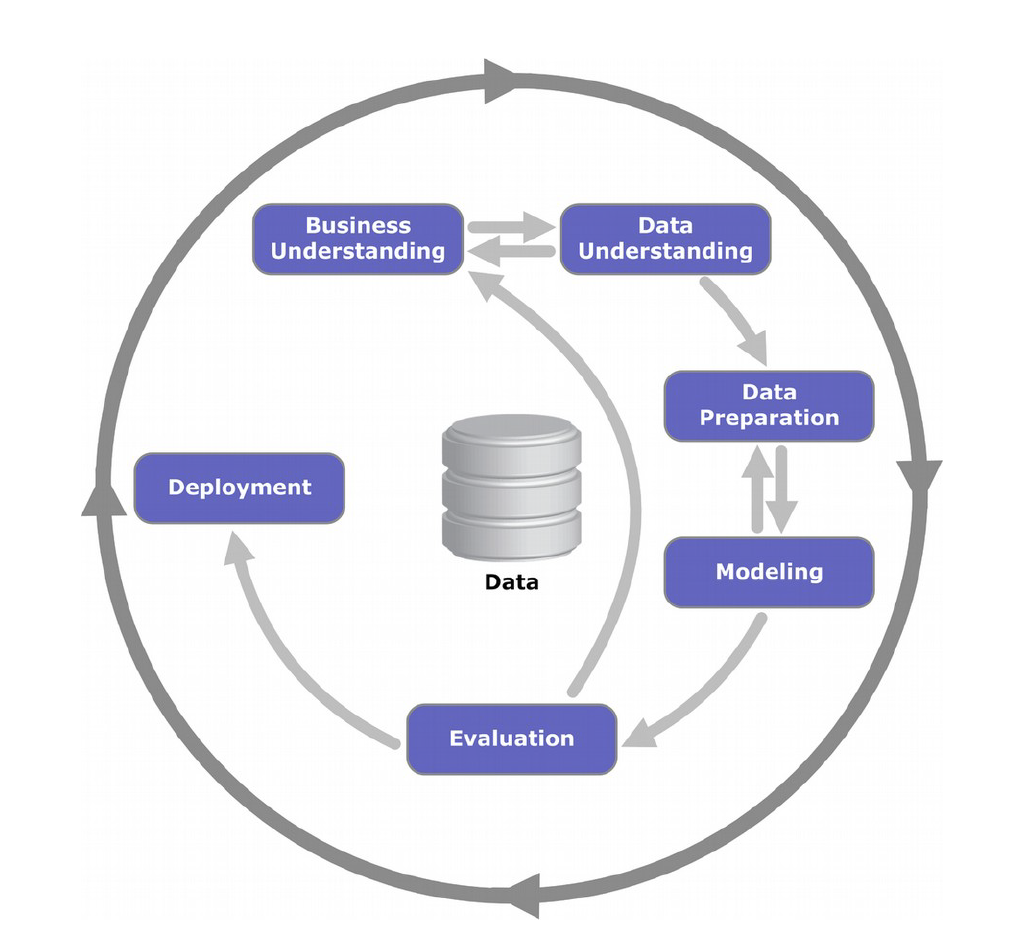 Business
Understanding
Data
Understanding
Data
Preparation
Deployment
Modeling
Data
Evaluation